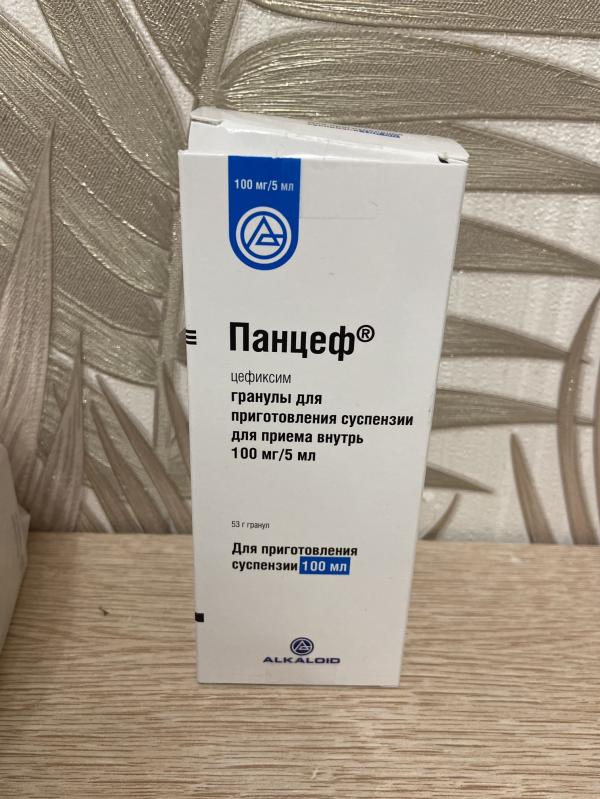 100 мг/5 мл
Панцеф®
цефиксим
гранулы для
приготовления суспензии
для приема внутрь
100 мг/5 мл
53 г гранул
Для приготовления
суспензии 100 мл
ALKALOID